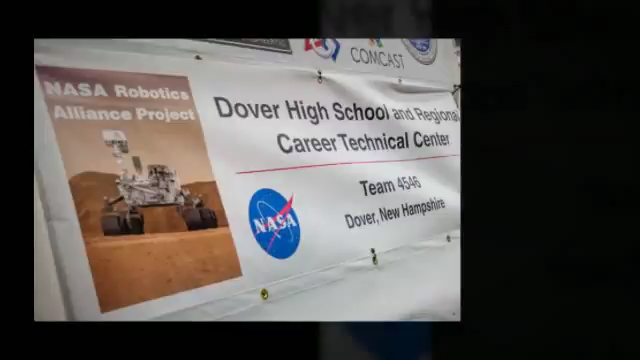 COMCAST
NASA Robotics
Alliance Project
Dover High School and Regional
Career Technical Center
Team 4546
Dover, New Hampshire
NASA